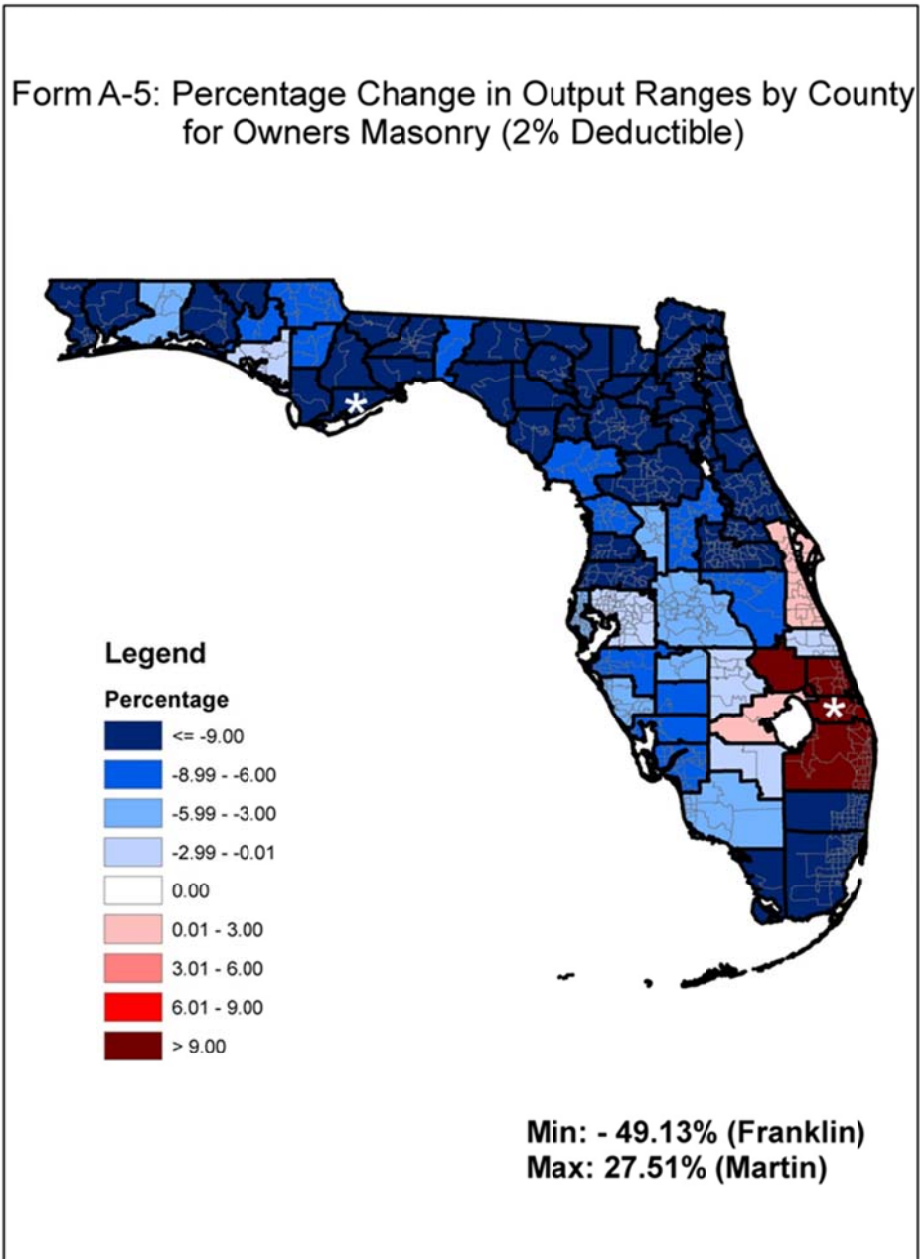 Form A-5: Percentage Change in Output Ranges by County
for Owners Masonry (2% Deductible)
*
*
Legend
Percentage
<= -9.00
-8.99 - -6.00
-5.99 - -3.00
-2.99 - -0.01
0.00
0.01 - 3.00
3.01 - 6.00
6.01 - 9.00
> 9.00
Min: - 49.13% (Franklin)
Max: 27.51% (Martin)